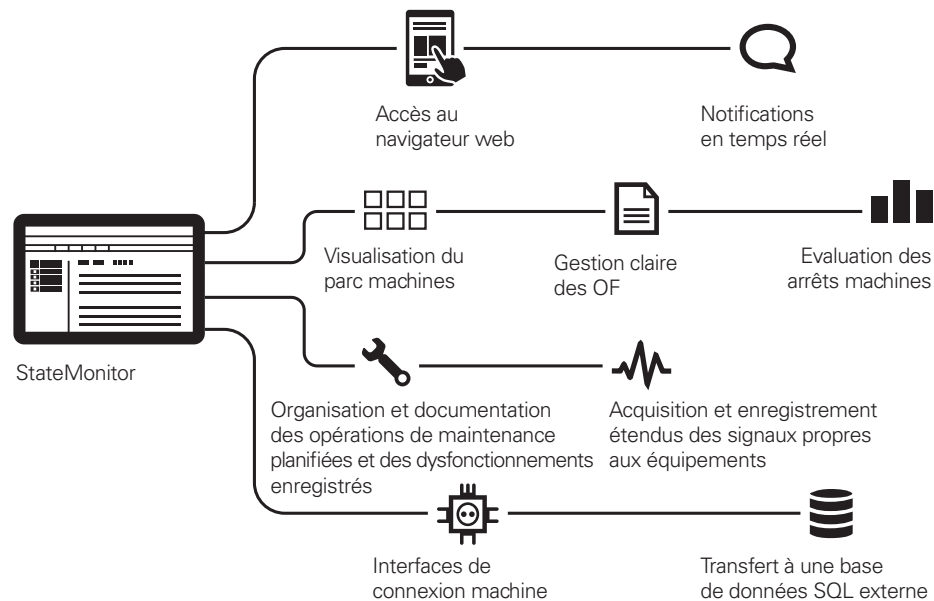 Accès au
navigateur web
Notifications
en temps réel
Visualisation du
parc machines
Gestion claire
des OF
Evaluation des
arrêts machines
StateMonitor
Organisation et documentation
des opérations de maintenance
planifiées et des dysfonctionnements
enregistrés
Acquisition et enregistrement
étendus des signaux propres
aux équipements
Interfaces de
connexion machine
Transfert à une base
de données SQL externe